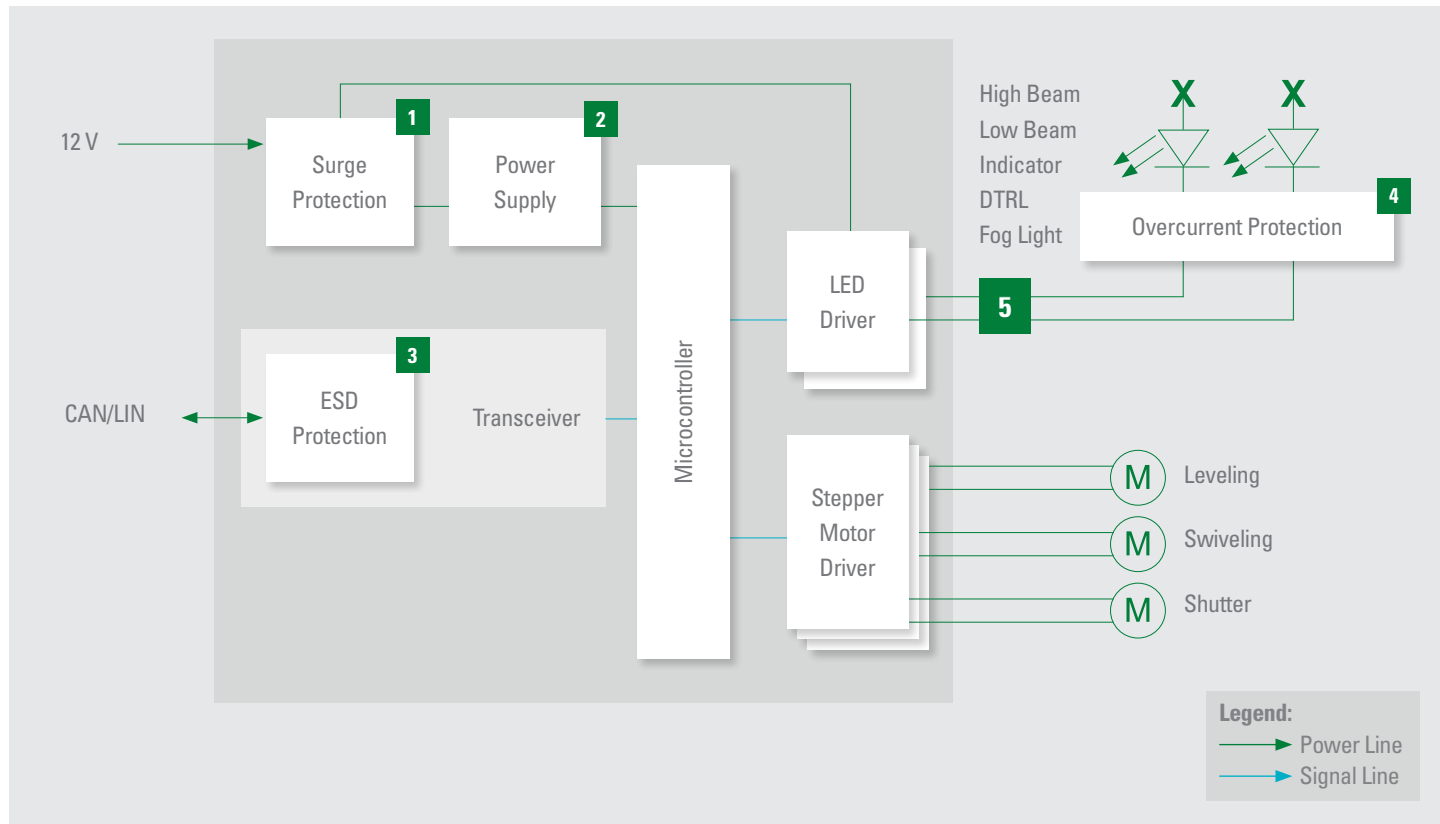 12 V
1
Surge
Protection
2
Power
Supply
3
ESD
Protection
Transceiver
CAN/LIN
Microcontroller
LED
Driver
Stepper
Motor
Driver
High Beam
Low Beam
Indicator
DTRL
Fog Light
X
X
4
Overcurrent Protection
5
M
Leveling
M
Swiveling
M
Shutter
Legend:
Power Line
Signal Line